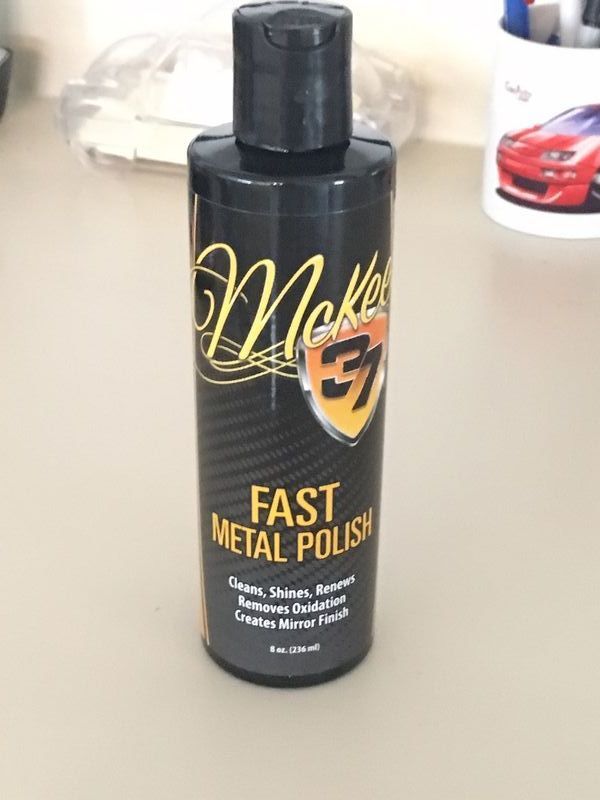 McKee
37
FAST
METAL POLISH
Cleans, Shines, Renews
Removes Oxidation
Creates Mirror Finish
8 oz. (236 ml)